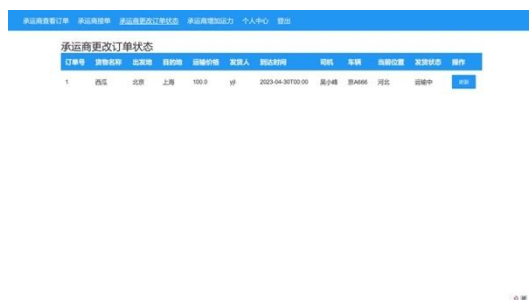 承运商查看订单 承运商接单 承运商更改订单状态 承运商增加运力 个人中心 登出
承运商更改订单状态
订单号 货物名称 出发地 目的地 运输价格 发货人 到达时间 司机 车辆 当前位置 发货状态 操作
1 西瓜 北京 上海 100.0 2023-04-30T00:00 吴小峰 京A666 河北 运输中